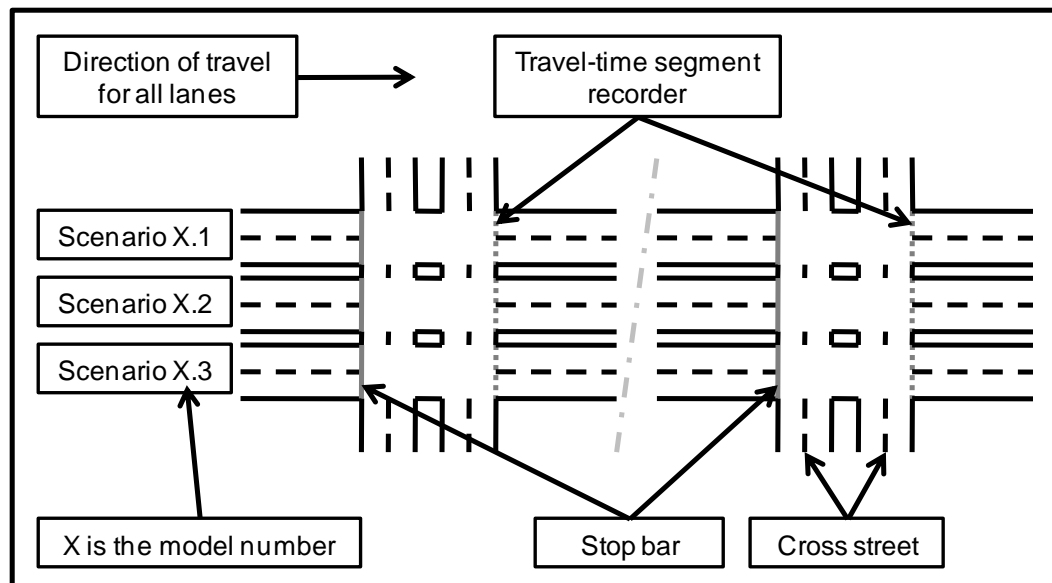 Direction of travel
for all lanes
Travel-time segment
recorder
Scenario X.1
Scenario X.2
Scenario X.3
X is the model number
Stop bar
Cross street